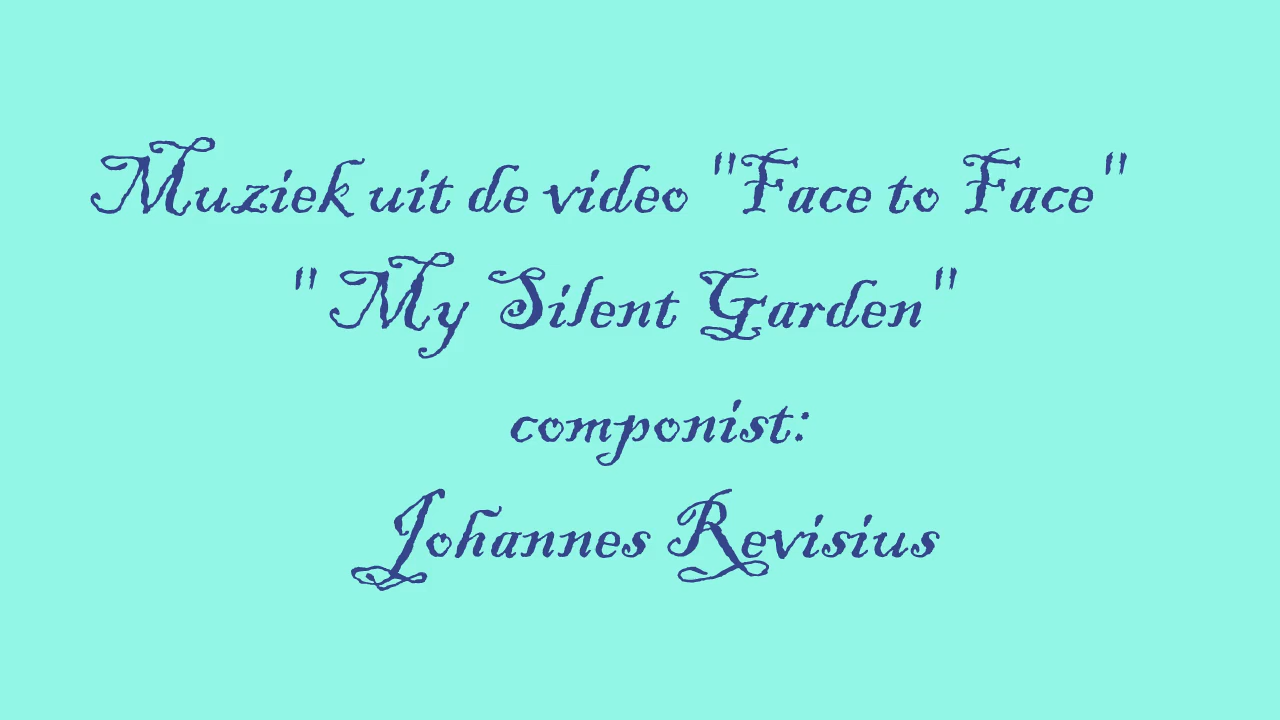 Muziek uit de video "Face to Face"
" My Silent Garden"
componist:
Johannes Revisius